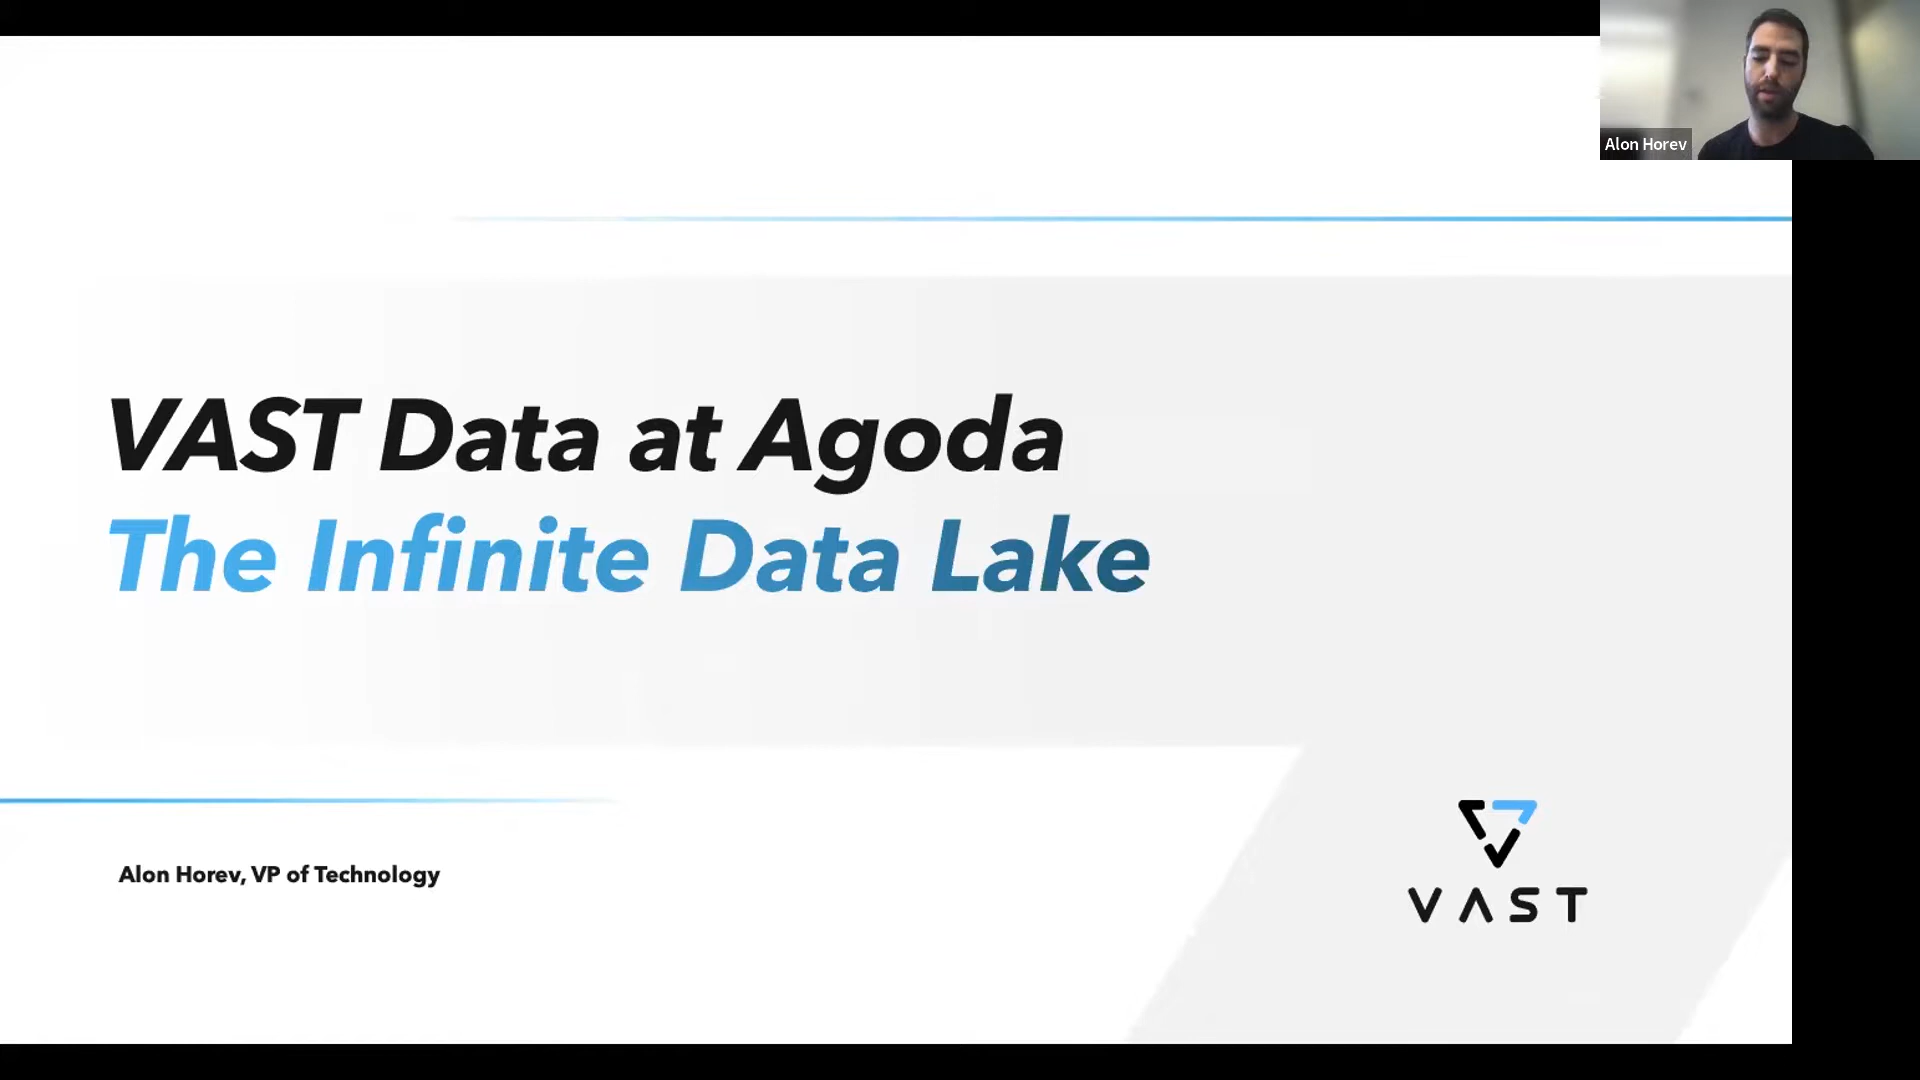 Alon Horev
VAST Data at Agoda
The Infinite Data Lake
Alon Horev, VP of Technology
VAST